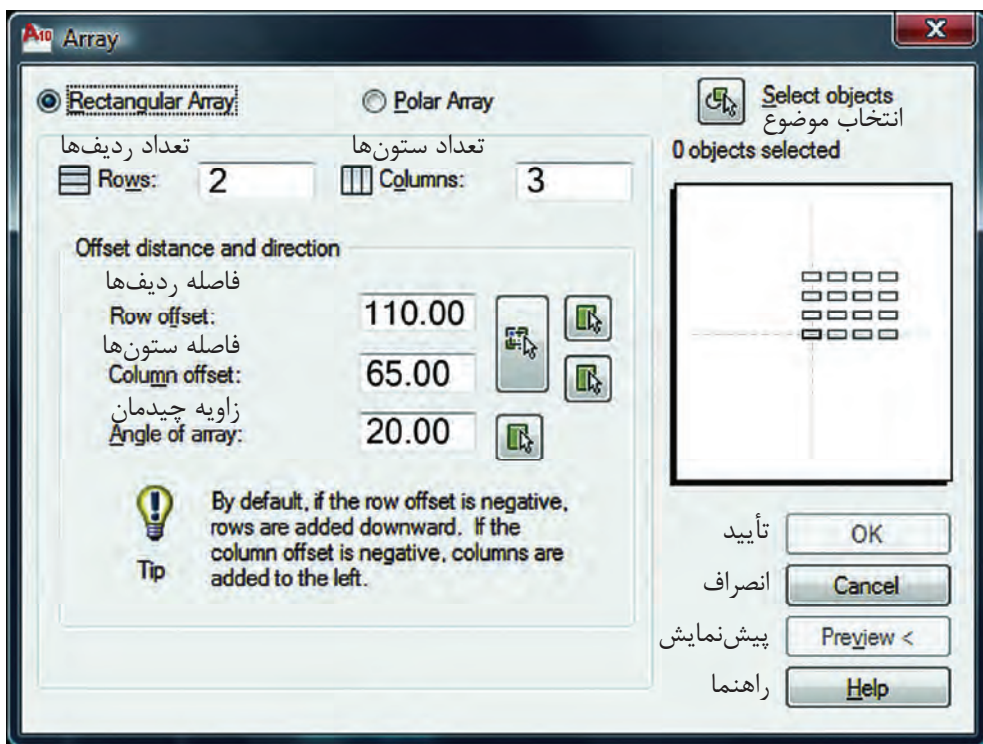 A10 Array
Rectangular Array
Polar Array
Select objects
انتخاب موضوع
0 objects selected
تعداد ردیف‌ها
Rows: 2
تعداد ستون‌ها
Columns: 3
Offset distance and direction
فاصله ردیف‌ها
Row offset: 110.00
فاصله ستون‌ها
Column offset: 65.00
زاویه چیدمان
Angle of array: 20.00
Tip
By default, if the row offset is negative,
rows are added downward. If the
column offset is negative, columns are
added to the left.
تأیید OK
انصراف Cancel
پیش‌نمایش Preview <
راهنما Help